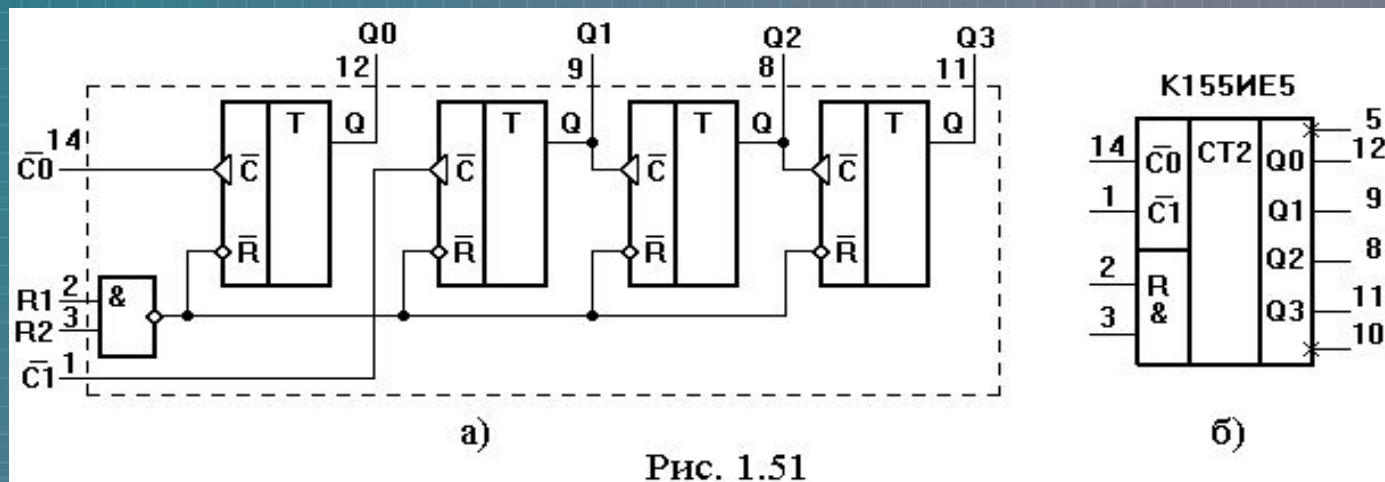 Q0 Q1 Q2 Q3
12 9 8 11
К155ИЕ5
T Q T Q T Q T Q
14
C̅0
C̅ C̅ C̅ C̅
R̅ R̅ R̅ R̅
R1 2 &
R2 3
C̅1 1
14 C̅0 CT2 Q0 5
12
1 C̅1 Q1 9
2 R Q2 8
3 & Q3 11
10
а) б)
Рис. 1.51